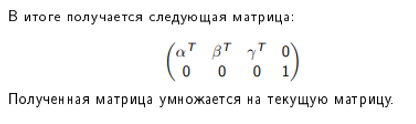 В итоге получается следующая матрица:
α^T β^T γ^T 0
0 0 0 1
Полученная матрица умножается на текущую матрицу.